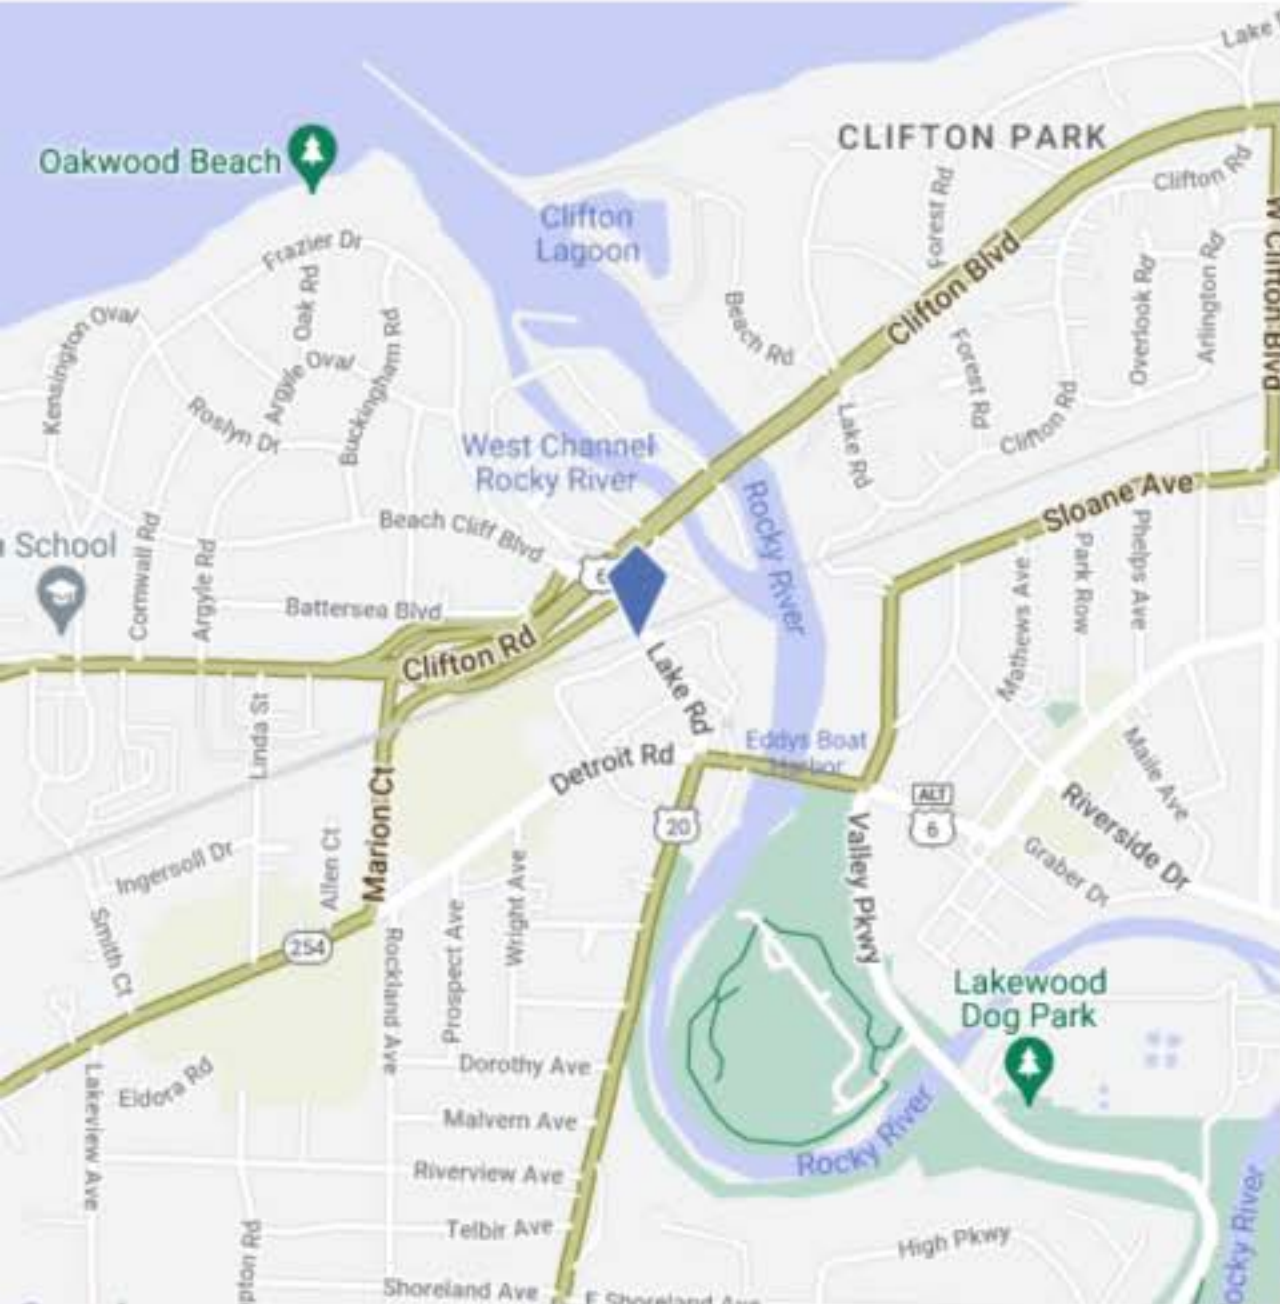 Lake
CLIFTON PARK
Oakwood Beach
Clifton Rd
Forest Rd
Clifton
Lagoon
W Clifton Blvd
Frazier Dr
Clifton Blvd
Overlook Rd
Arlington Rd
Oak Rd
Beach Rd
Kensington Oval
Buckingham Rd
Argyle Oval
Forest Rd
Roslyn Dr
Clifton Rd
Lake Rd
West Channel
Rocky River
Sloane Ave
Rocky River
Beach Cliff Blvd
School
Cornwall Rd
Argyle Rd
Phelps Ave
Park Row
Mathews Ave
6
Battersea Blvd
Clifton Rd
Lake Rd
Linda St
Eddys Boat
Harbor
Detroit Rd
Maile Ave
Marion Ct
20
ALT
6
Riverside Dr
Valley Pkwy
Graber Dr
Allen Ct
Ingersoll Dr
Wright Ave
Prospect Ave
254
Smith Ct
Rockland Ave
Lakewood
Dog Park
Dorothy Ave
Eldora Rd
Lakeview Ave
Malvern Ave
Rocky River
Riverview Ave
Telbir Ave
High Pkwy
pton Rd
ocky River
Shoreland Ave
E Shoreland Ave